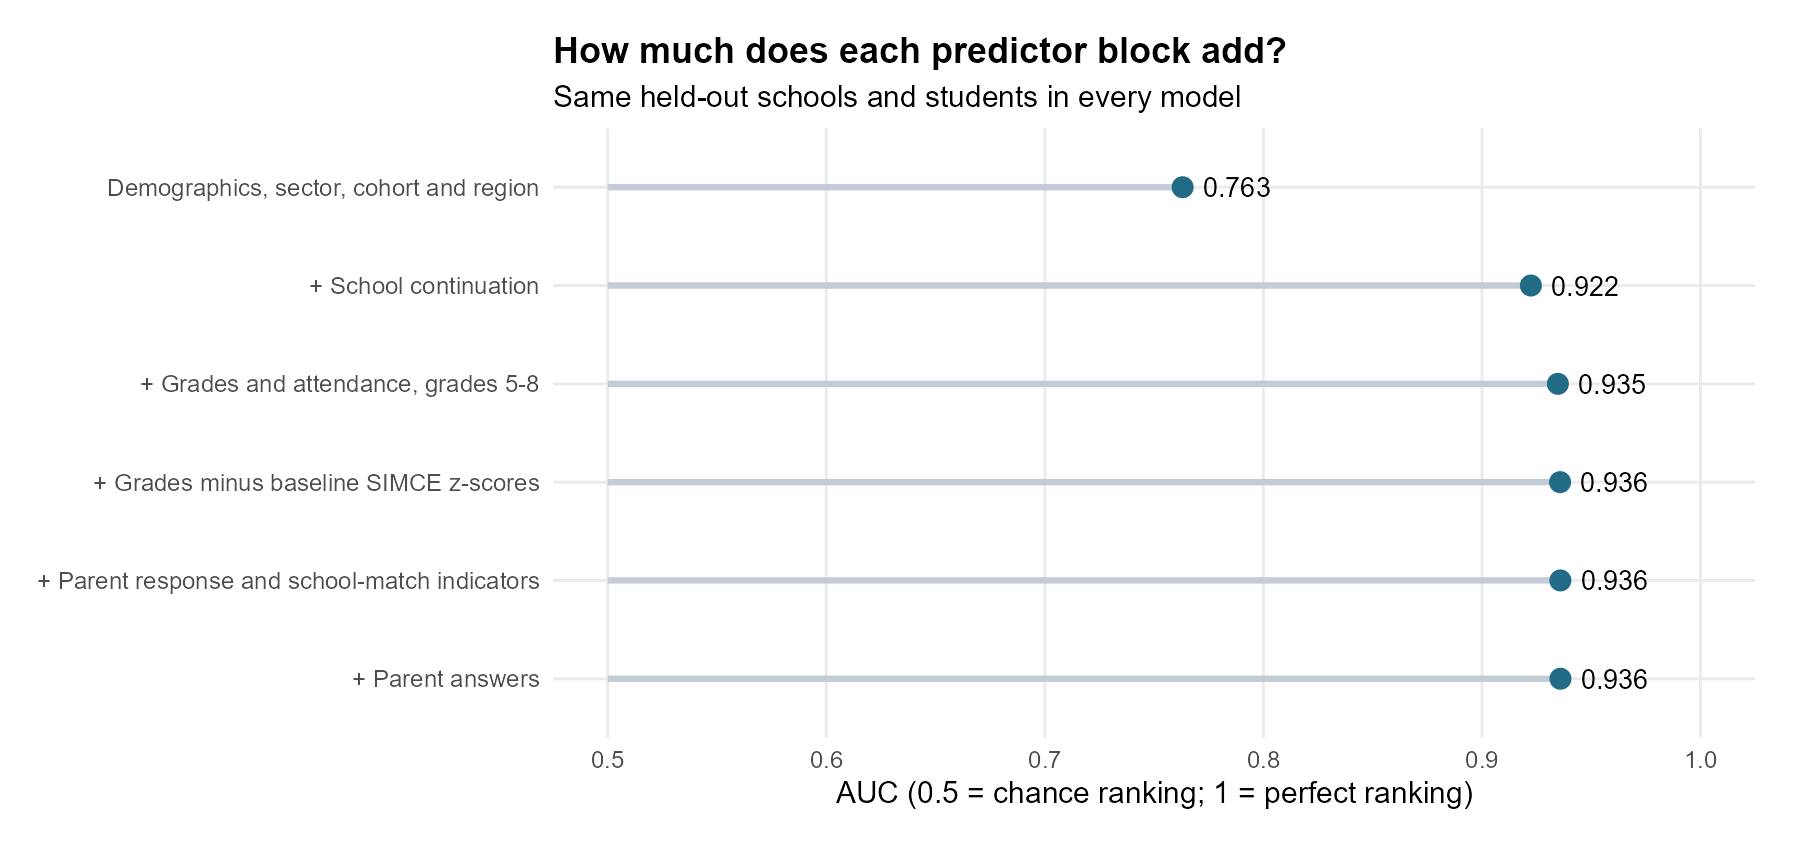 How much does each predictor block add?
Same held-out schools and students in every model
Demographics, sector, cohort and region
0.763
+ School continuation
0.922
+ Grades and attendance, grades 5-8
0.935
+ Grades minus baseline SIMCE z-scores
0.936
+ Parent response and school-match indicators
0.936
+ Parent answers
0.936
0.5 0.6 0.7 0.8 0.9 1.0
AUC (0.5 = chance ranking; 1 = perfect ranking)